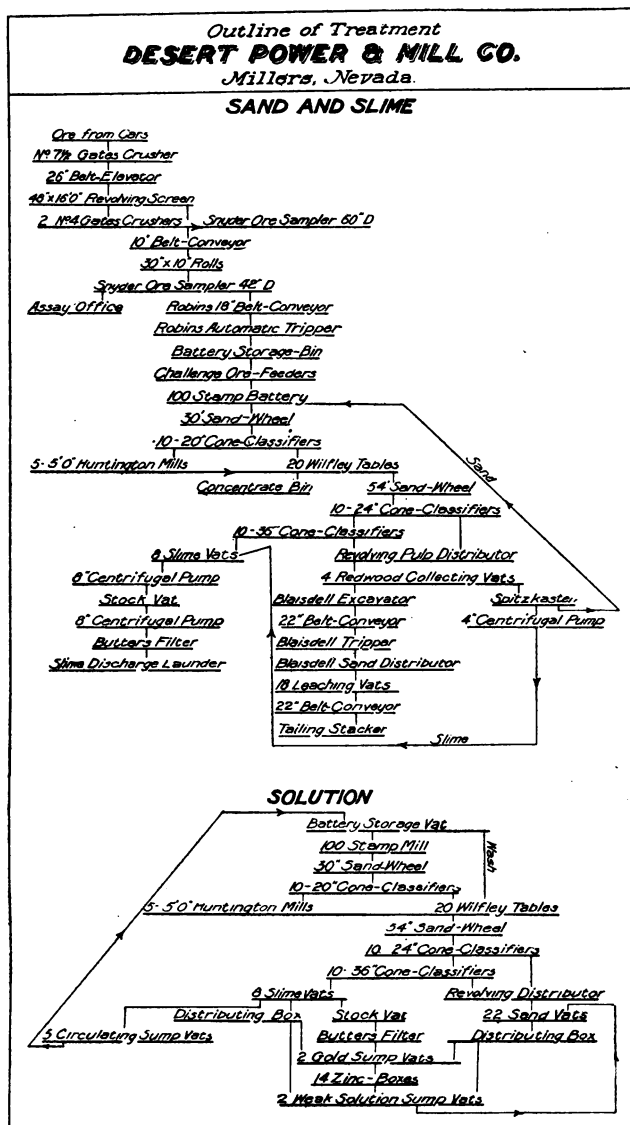 Outline of Treatment
DESERT POWER & MILL CO.
Millers, Nevada.
SAND AND SLIME
Ore from Cars
Nº 7½ Gates Crusher
26" Belt-Elevator
48"x16'0" Revolving Screen
2 Nº4 Gates Crushers
Snyder Ore Sampler 60" D
10" Belt-Conveyor
30"x10" Rolls
Snyder Ore Sampler 42" D
Assay Office
Robins 18" Belt-Conveyor
Robins Automatic Tripper
Battery Storage-Bin
Challenge Ore-Feeders
100 Stamp Battery
30' Sand-Wheel
10-20" Cone-Classifiers
5-5'0" Huntington Mills
20 Wilfley Tables
Sand
Concentrate Bin
54" Sand-Wheel
10-24" Cone-Classifiers
10-36" Cone-Classifiers
8 Slime Vats
Revolving Pulp Distributor
8" Centrifugal Pump
4 Redwood Collecting Vats
Stock Vat
Blaisdell Excavator
Spitzkasten
8" Centrifugal Pump
22" Belt-Conveyor
4" Centrifugal Pump
Butters Filter
Blaisdell Tripper
Slime Discharge Launder
Blaisdell Sand Distributor
18 Leaching Vats
22" Belt-Conveyor
Tailing Stacker
Slime
SOLUTION
Battery Storage Vat
100 Stamp Mill
Wash
30" Sand-Wheel
10-20" Cone-Classifiers
5-5'0" Huntington Mills
20 Wilfley Tables
54" Sand-Wheel
10 24" Cone-Classifiers
10-36" Cone-Classifiers
8 Slime Vats
Revolving Distributor
Distributing Box
Stock Vat
22 Sand Vats
5 Circulating Sump Vats
Butters Filter
Distributing Box
2 Gold Sump Vats
14 Zinc-Boxes
2 Weak Solution Sump Vats